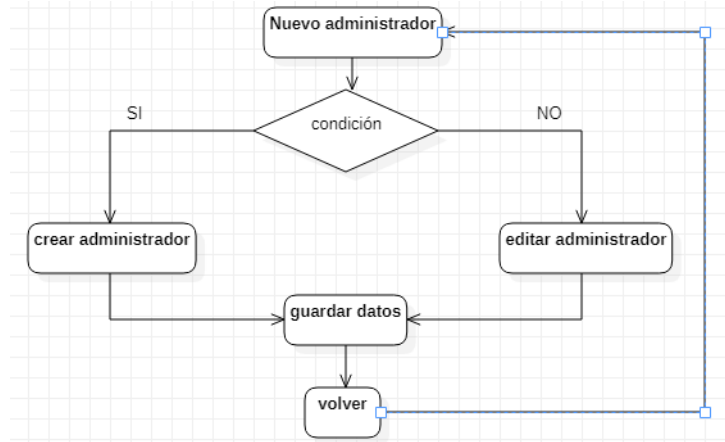 Nuevo administrador
condición
SI
NO
crear administrador
editar administrador
guardar datos
volver